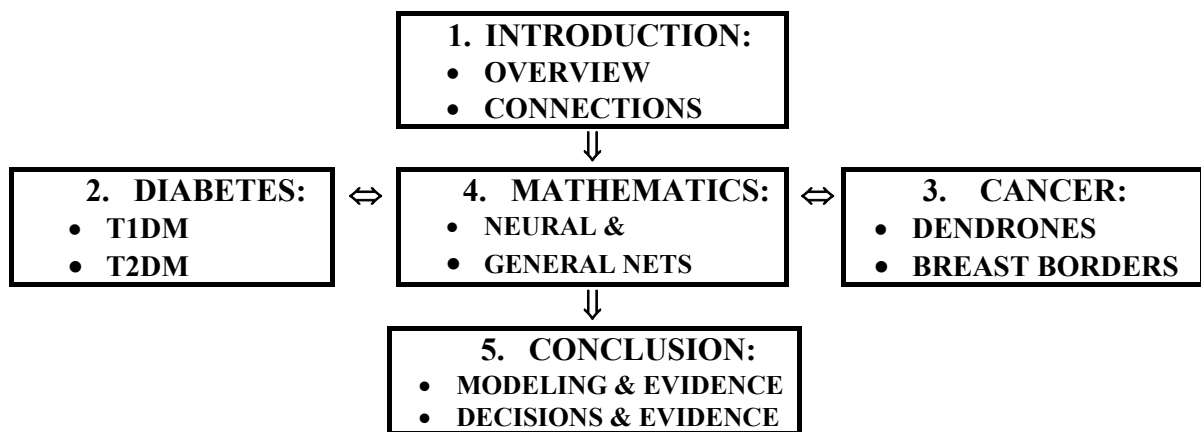 1. INTRODUCTION:
• OVERVIEW
• CONNECTIONS
⇓
2. DIABETES:
• T1DM
• T2DM
⇔
4. MATHEMATICS:
• NEURAL &
• GENERAL NETS
⇔
3. CANCER:
• DENDRONES
• BREAST BORDERS
⇓
5. CONCLUSION:
• MODELING & EVIDENCE
• DECISIONS & EVIDENCE